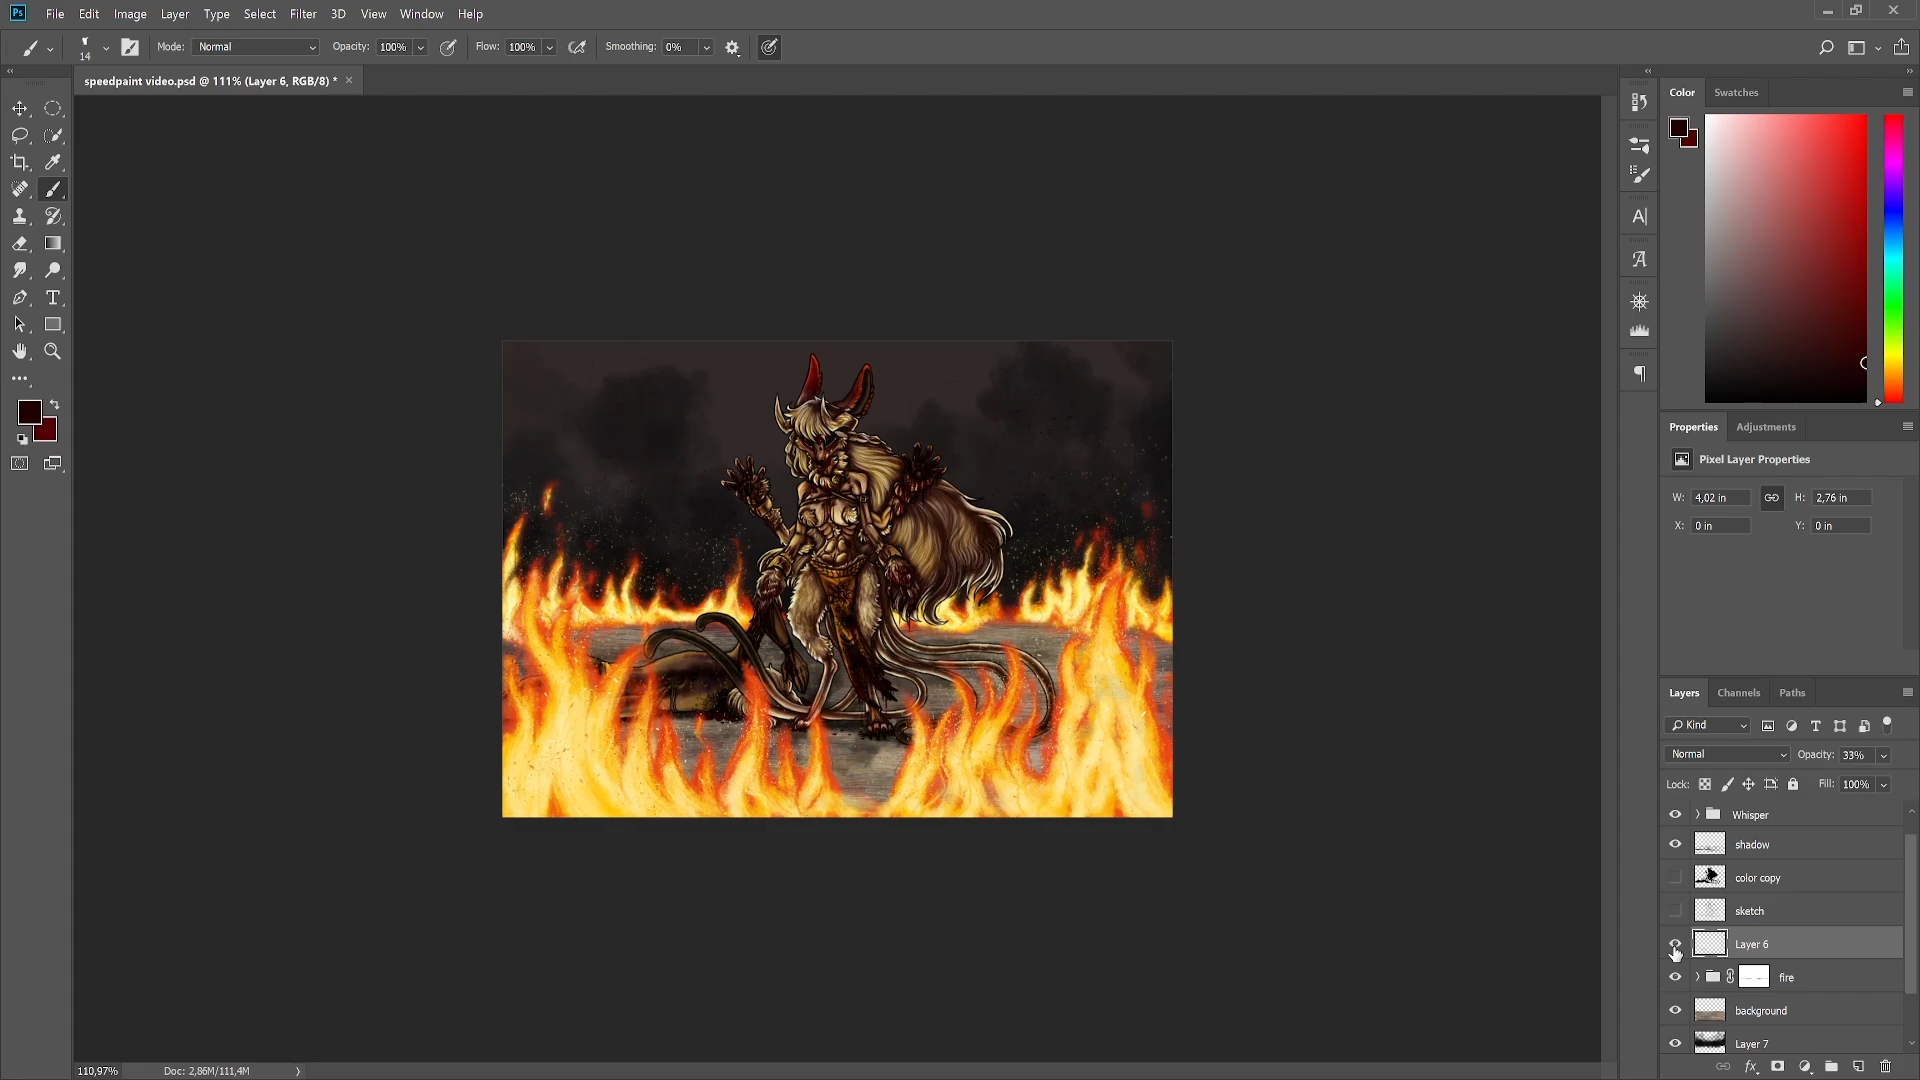 Ps File Edit Image Layer Type Select Filter 3D View Window Help
14 Mode: Normal Opacity: 100% Flow: 100% Smoothing: 0%
speedpaint video.psd @ 111% (Layer 6, RGB/8) * ×
Color Swatches
Properties Adjustments
Pixel Layer Properties
W: 4,02 in H: 2,76 in
X: 0 in Y: 0 in
Layers Channels Paths
Kind
Normal Opacity: 33%
Lock: Fill: 100%
Whisper
shadow
color copy
sketch
Layer 6
fire
background
Layer 7
110,97% Doc: 2,86M/111,4M